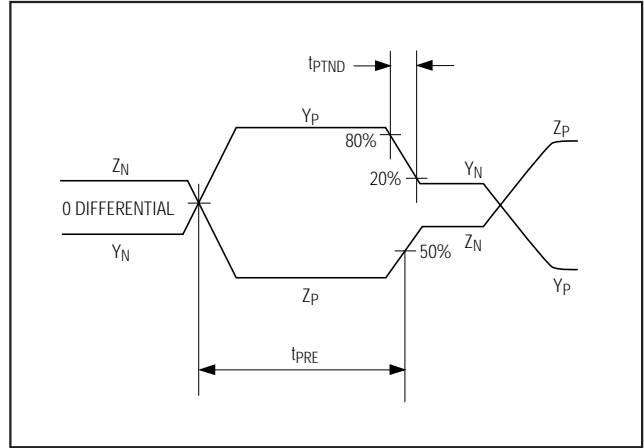 tPTND
YP
ZP
80%
ZN
YN
20%
0 DIFFERENTIAL
YN
ZN
50%
ZP
YP
tPRE